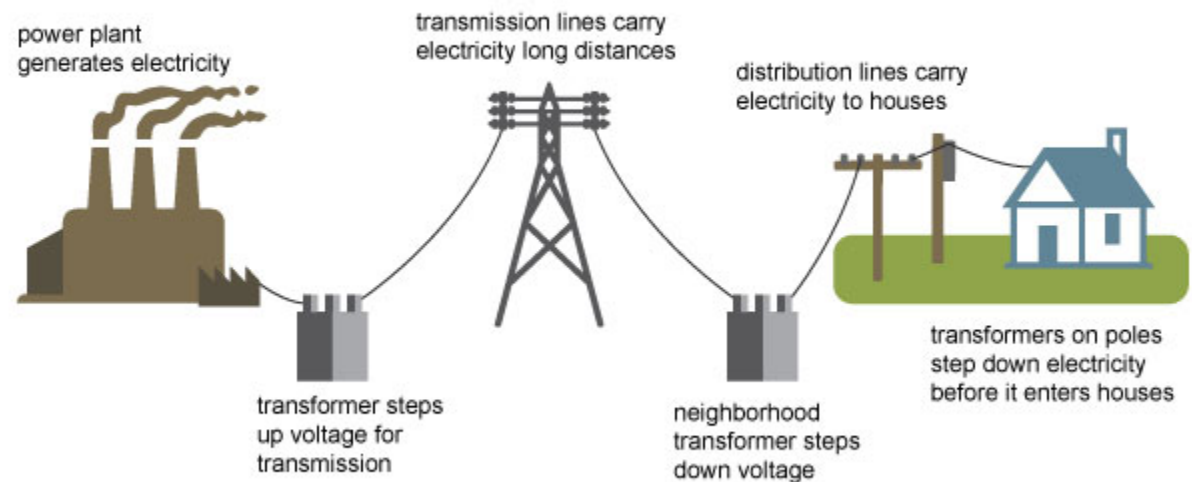 power plant
generates electricity
transmission lines carry
electricity long distances
distribution lines carry
electricity to houses
transformer steps
up voltage for
transmission
neighborhood
transformer steps
down voltage
transformers on poles
step down electricity
before it enters houses